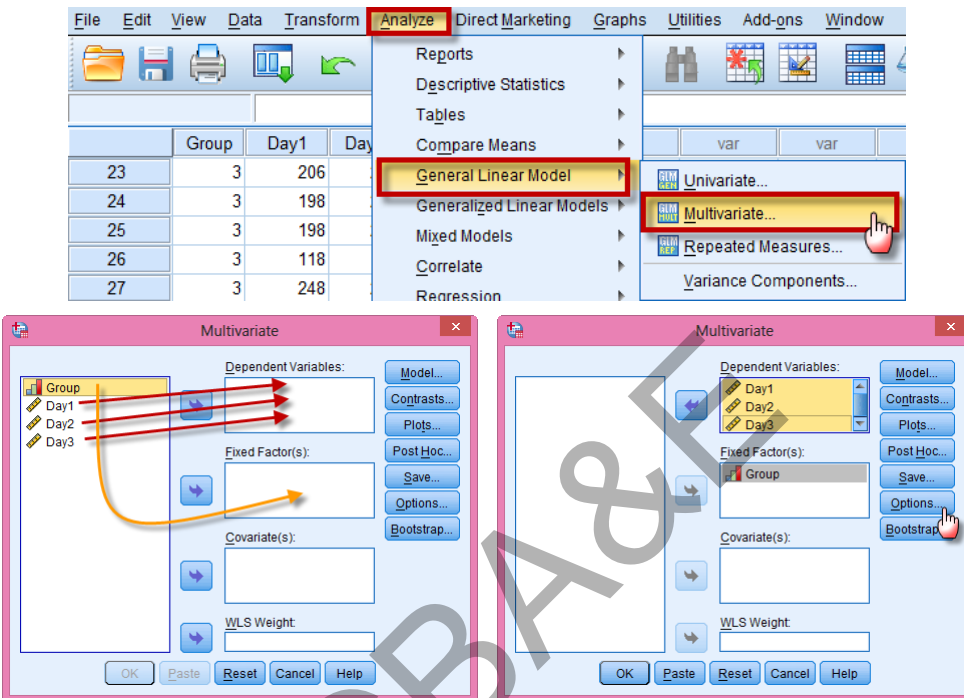 File Edit View Data Transform Analyze Direct Marketing Graphs Utilities Add-ons Window
Reports
Descriptive Statistics
Tables
Compare Means
General Linear Model
Generalized Linear Models
Mixed Models
Correlate
Regression
Univariate...
Multivariate...
Repeated Measures...
Variance Components...
Group Day1 Day var var
23 3 206
24 3 198
25 3 198
26 3 118
27 3 248
Multivariate
Group
Day1
Day2
Day3
Dependent Variables:
Fixed Factor(s):
Covariate(s):
WLS Weight:
Model...
Contrasts...
Plots...
Post Hoc...
Save...
Options...
Bootstrap...
OK Paste Reset Cancel Help
Multivariate
Dependent Variables:
Day1
Day2
Day3
Fixed Factor(s):
Group
Covariate(s):
WLS Weight:
Model...
Contrasts...
Plots...
Post Hoc...
Save...
Options...
Bootstrap
OK Paste Reset Cancel Help